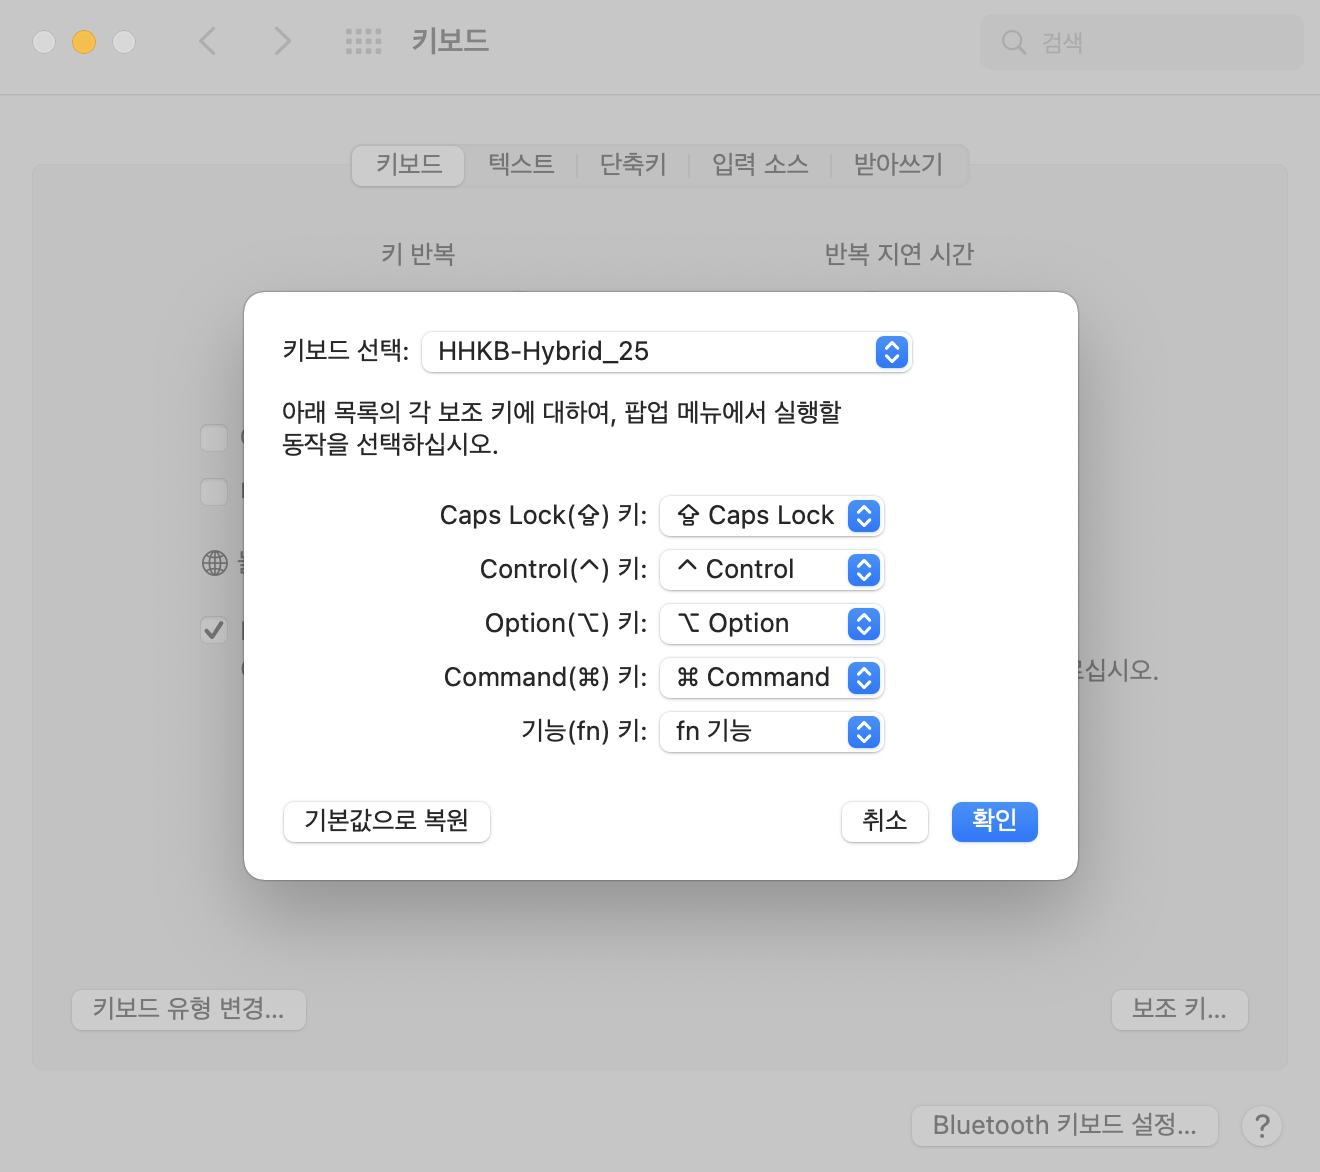 키보드
검색
키보드 텍스트 단축키 입력 소스 받아쓰기
키 반복 반복 지연 시간
키보드 선택: HHKB-Hybrid_25
아래 목록의 각 보조 키에 대하여, 팝업 메뉴에서 실행할
동작을 선택하십시오.
Caps Lock(⇪) 키: ⇪ Caps Lock
Control(^) 키: ^ Control
Option(⌥) 키: ⌥ Option
Command(⌘) 키: ⌘ Command
십시오.
기능(fn) 키: fn 기능
기본값으로 복원 취소 확인
키보드 유형 변경... 보조 키...
Bluetooth 키보드 설정... ?